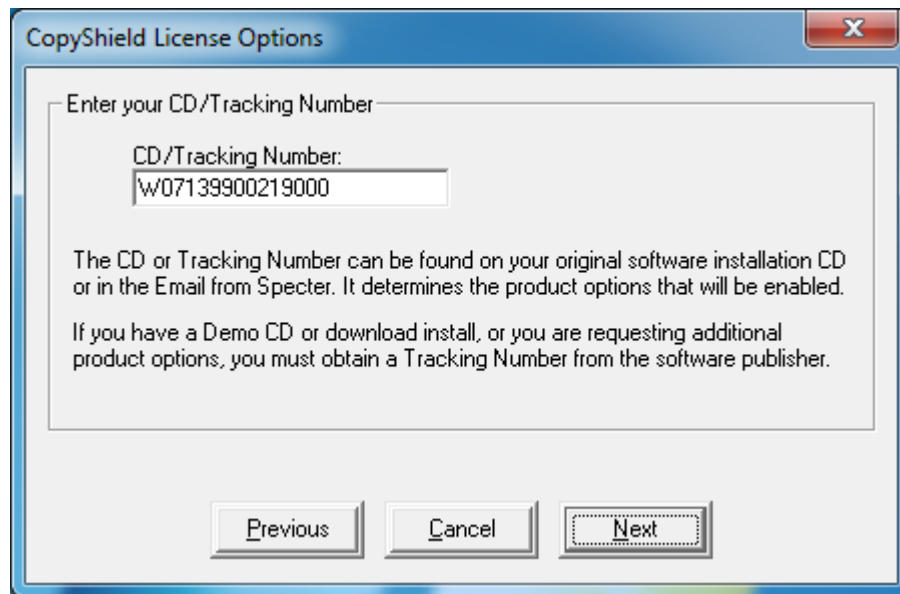 CopyShield License Options
Enter your CD/Tracking Number
CD/Tracking Number:
W07139900219000
The CD or Tracking Number can be found on your original software installation CD
or in the Email from Specter. It determines the product options that will be enabled.
If you have a Demo CD or download install, or you are requesting additional
product options, you must obtain a Tracking Number from the software publisher.
Previous
Cancel
Next